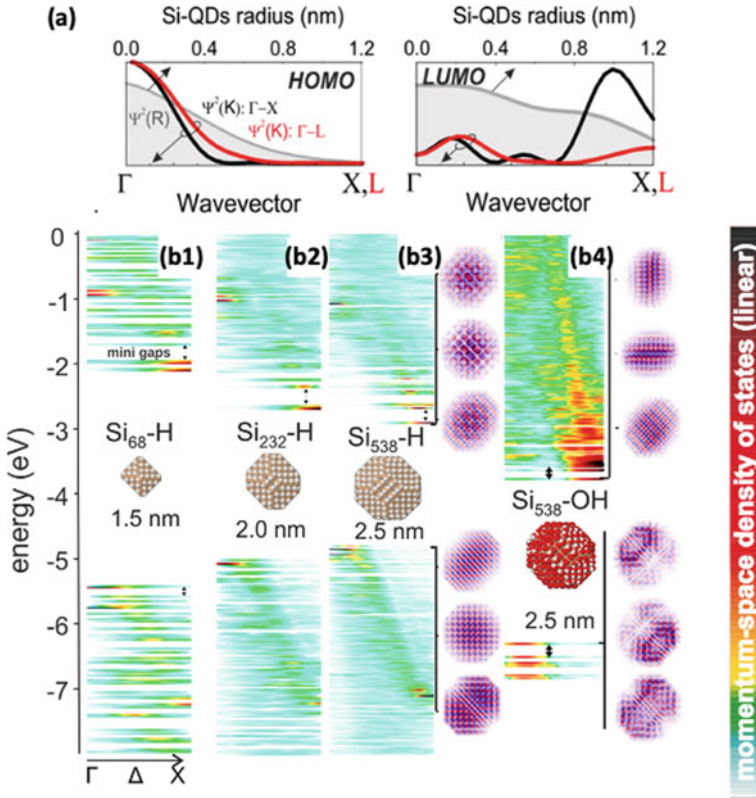 (a)
Si-QDs radius (nm) Si-QDs radius (nm)
0.0 0.4 0.8 1.2 0.0 0.4 0.8 1.2
HOMO LUMO
Ψ²(R) Ψ²(K): Γ–X
Ψ²(K): Γ–L
Γ X,L Γ X,L
Wavevector Wavevector
energy (eV)
0
-1
-2
-3
-4
-5
-6
-7
(b1) (b2) (b3) (b4)
mini gaps
Si₆₈-H Si₂₃₂-H Si₅₃₈-H
1.5 nm 2.0 nm 2.5 nm
Si₅₃₈-OH
2.5 nm
Γ Δ X
momentum-space density of states (linear)